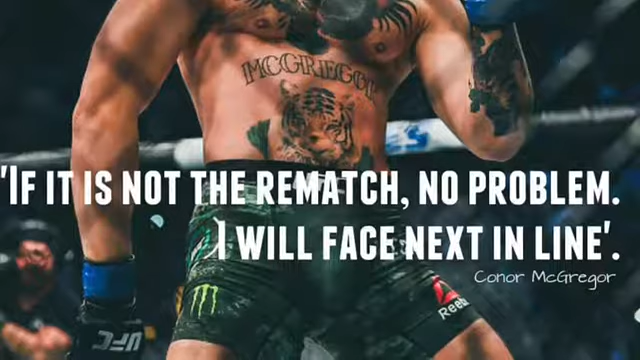 MCGREGOR
'IF IT IS NOT THE REMATCH, NO PROBLEM.
I WILL FACE NEXT IN LINE'.
Conor McGregor
Reebok
UFC